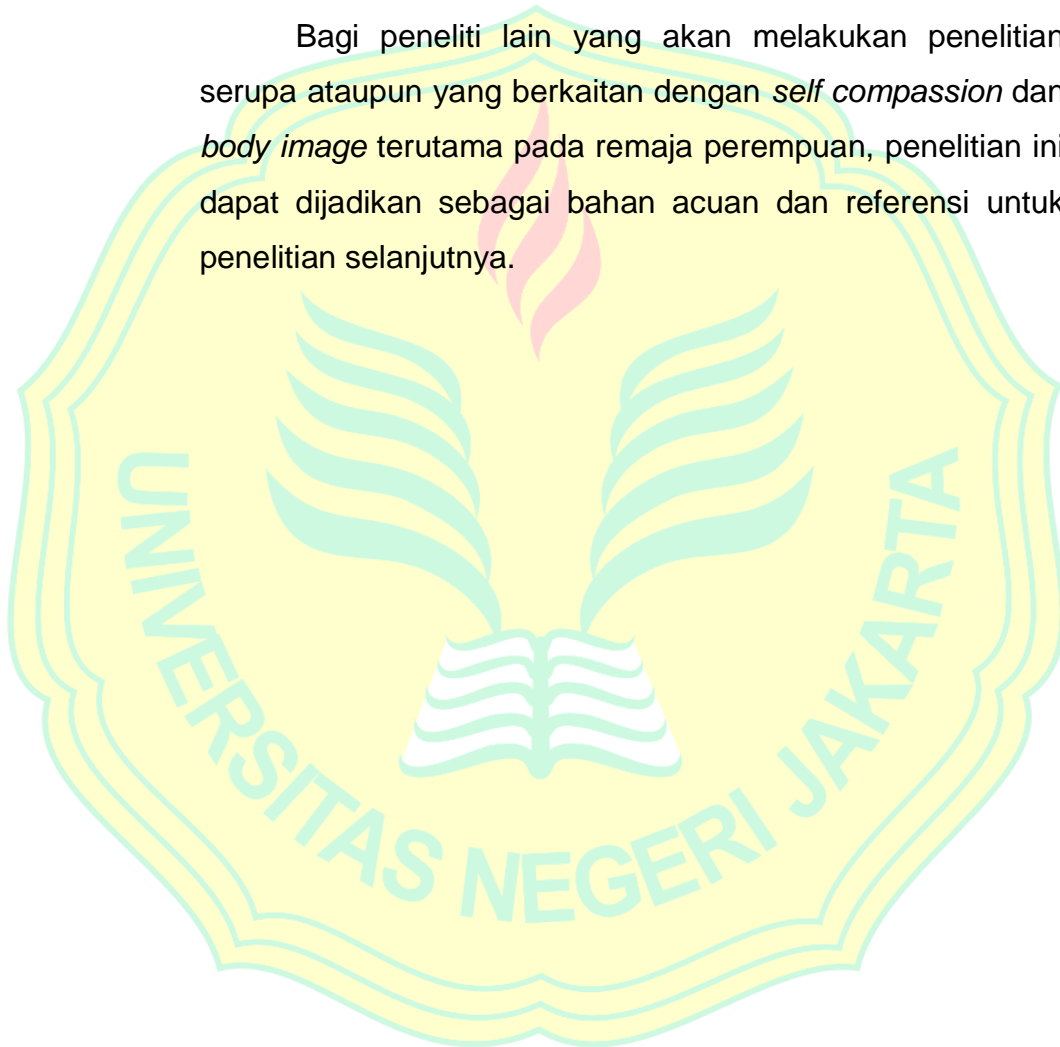 Bagi peneliti lain yang akan melakukan penelitian
serupa ataupun yang berkaitan dengan self compassion dan
body image terutama pada remaja perempuan, penelitian ini
dapat dijadikan sebagai bahan acuan dan referensi untuk
penelitian selanjutnya.
UNIVERSITAS NEGERI JAKARTA